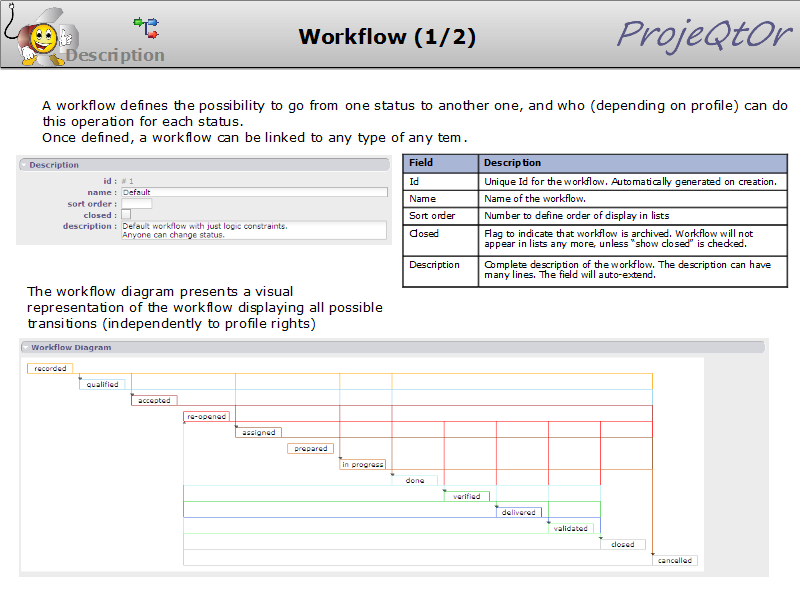 Description
Workflow (1/2)
ProjeQtOr
A workflow defines the possibility to go from one status to another one, and who (depending on profile) can do
this operation for each status.
Once defined, a workflow can be linked to any type of any tem.
Description
id : # 1
name : Default
sort order :
closed :
description : Default workflow with just logic constraints.
Anyone can change status.
Field Description
Id Unique Id for the workflow. Automatically generated on creation.
Name Name of the workflow.
Sort order Number to define order of display in lists
Closed Flag to indicate that workflow is archived. Workflow will not
appear in lists any more, unless “show closed” is checked.
Description Complete description of the workflow. The description can have
many lines. The field will auto-extend.
The workflow diagram presents a visual
representation of the workflow displaying all possible
transitions (independently to profile rights)
Workflow Diagram
recorded
qualified
accepted
re-opened
assigned
prepared
in progress
done
verified
delivered
validated
closed
cancelled